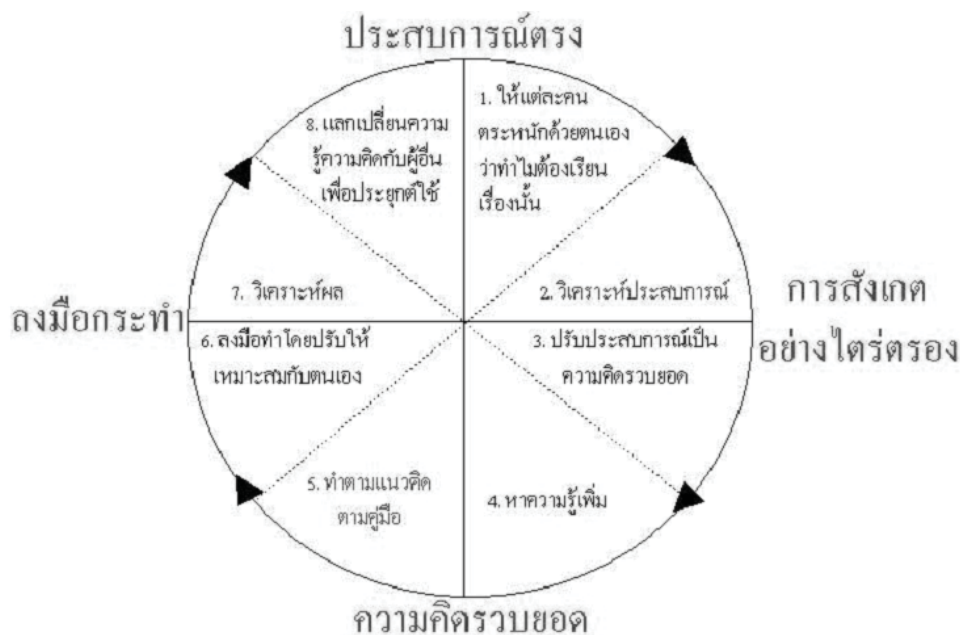 ประสบการณ์ตรง
1. ให้แต่ละคน
ตระหนักด้วยตนเอง
ว่าทำไมต้องเรียน
เรื่องนั้น
2. วิเคราะห์ประสบการณ์
การสังเกต
อย่างไตร่ตรอง
3. ปรับประสบการณ์เป็น
ความคิดรวบยอด
4. หาความรู้เพิ่ม
ความคิดรวบยอด
5. ทำตามแนวคิด
ตามคู่มือ
6. ลงมือทำโดยปรับให้
เหมาะสมกับตนเอง
ลงมือกระทำ
7. วิเคราะห์ผล
8. แลกเปลี่ยนความ
รู้ความคิดกับผู้อื่น
เพื่อประยุกต์ใช้